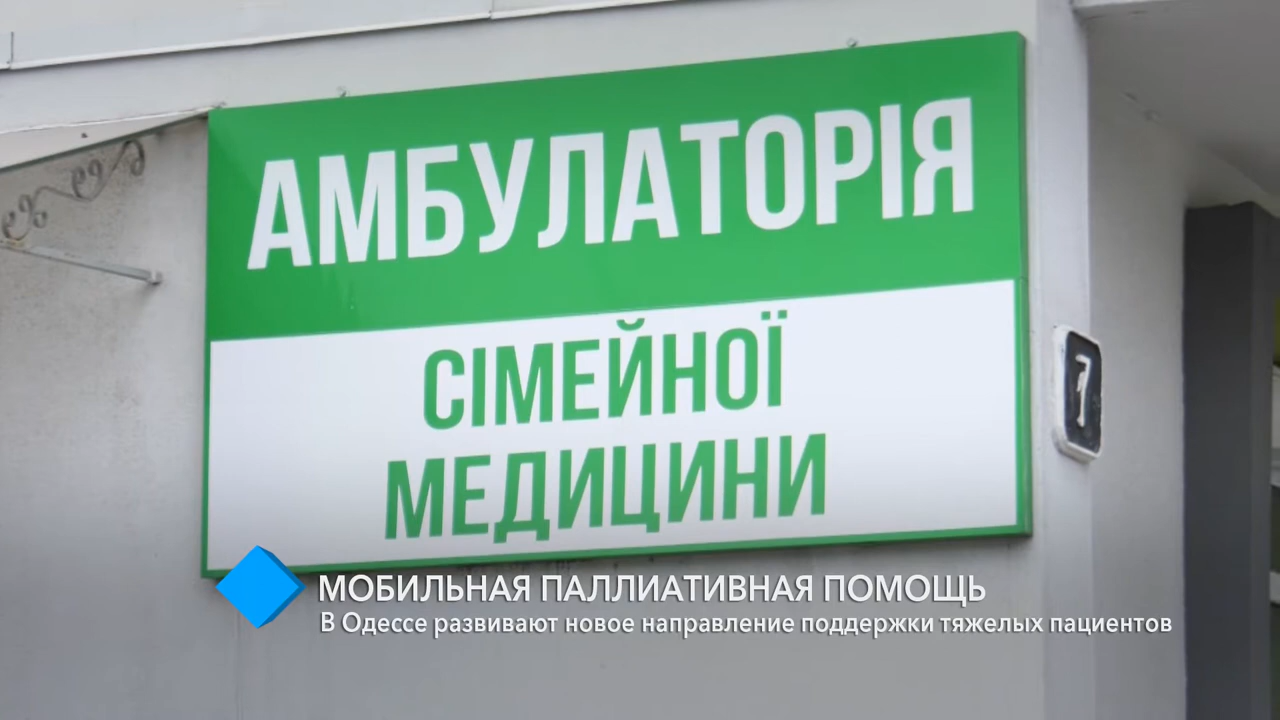 АМБУЛАТОРІЯ
СІМЕЙНОЇ
МЕДИЦИНИ
7
МОБИЛЬНАЯ ПАЛЛИАТИВНАЯ ПОМОЩЬ
В Одессе развивают новое направление поддержки тяжелых пациентов